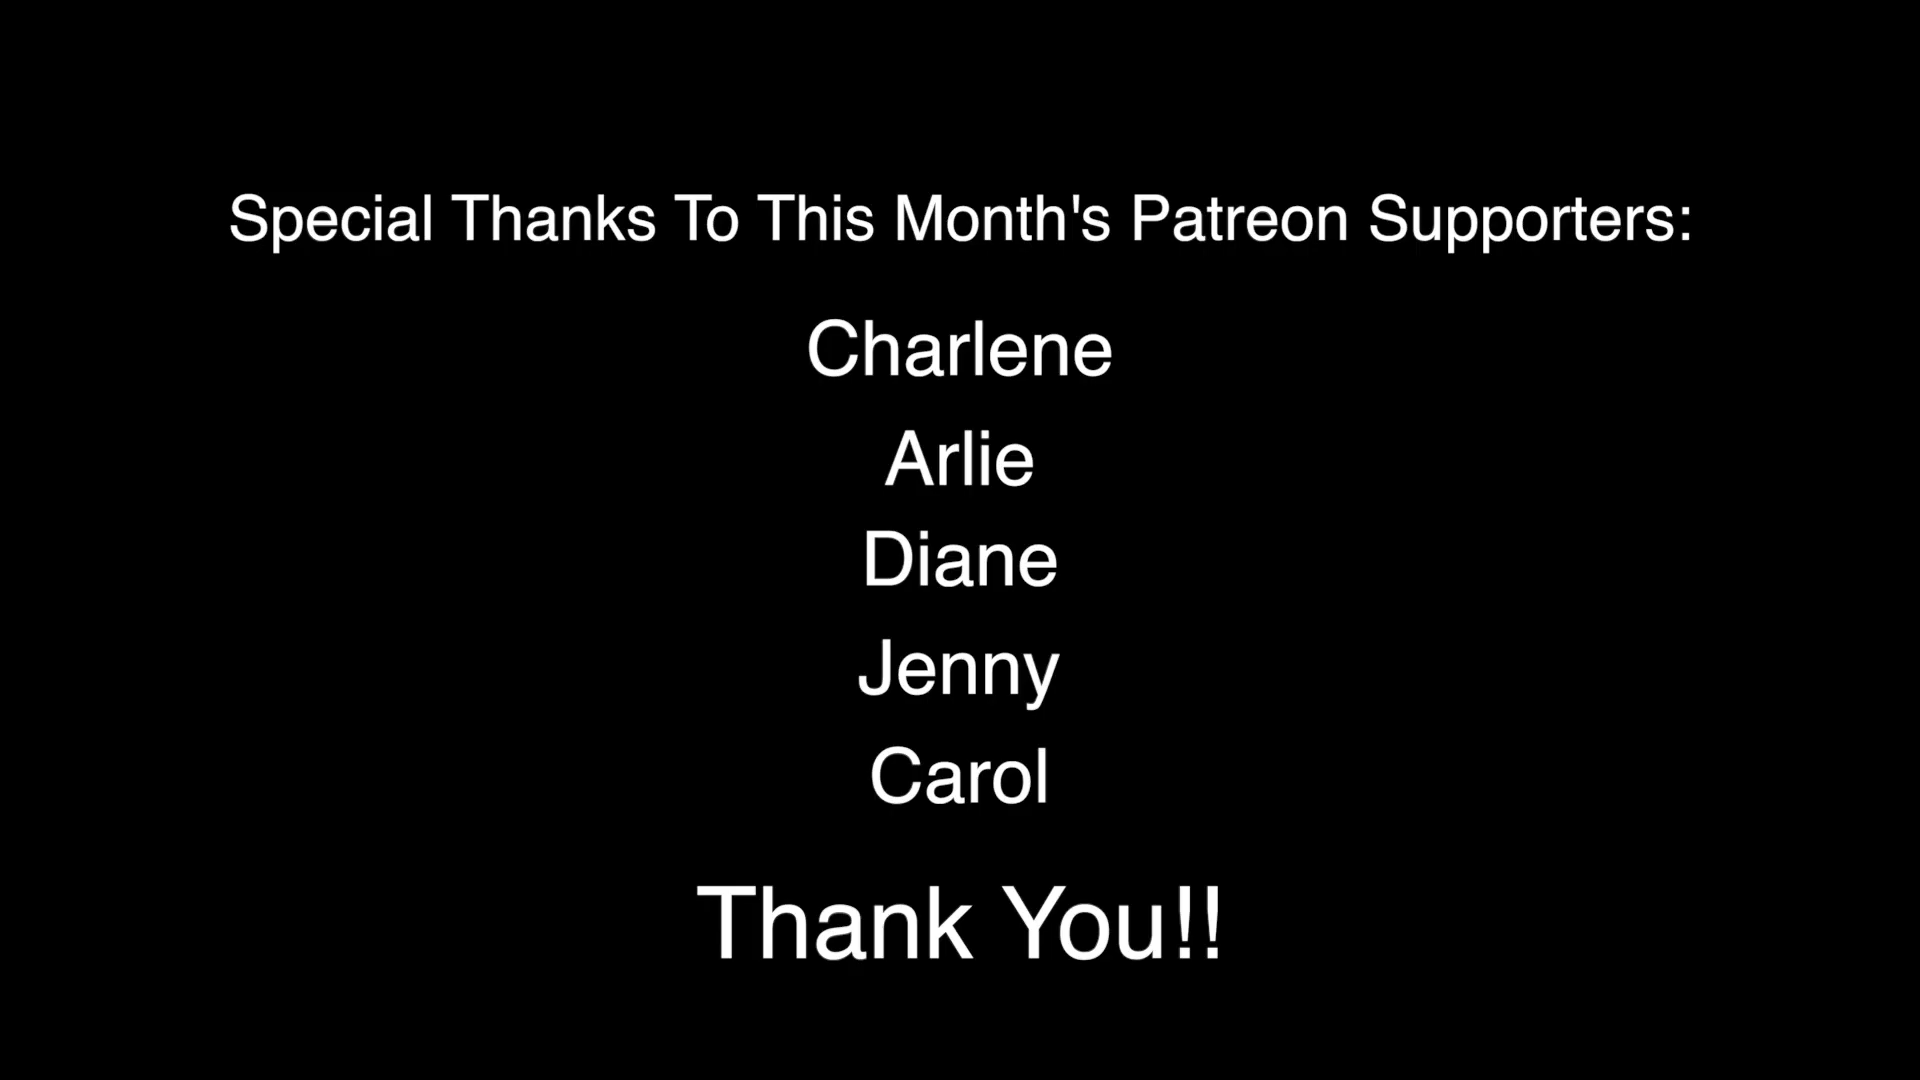 Special Thanks To This Month's Patreon Supporters:
Charlene
Arlie
Diane
Jenny
Carol
Thank You!!